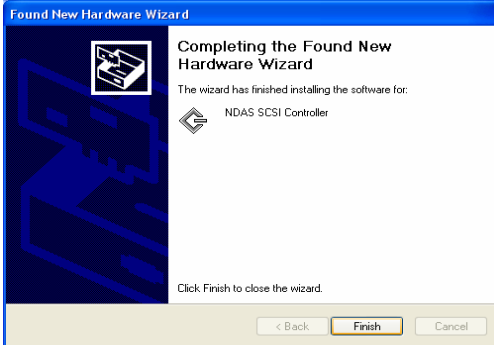 Found New Hardware Wizard
Completing the Found New
Hardware Wizard
The wizard has finished installing the software for:
NDAS SCSI Controller
Click Finish to close the wizard.
< Back
Finish
Cancel